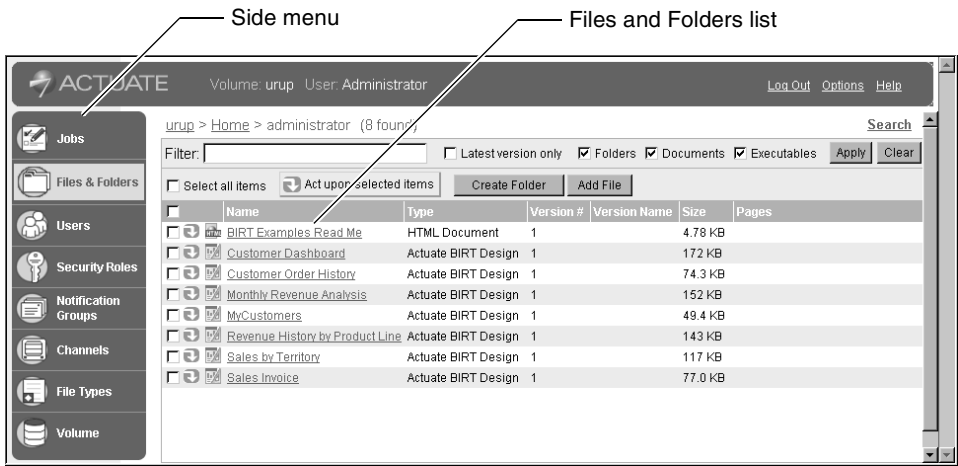 Side menu
Files and Folders list
ACTUATE
Volume: urup User: Administrator
Log Out Options Help
urup > Home > administrator (8 found)
Search
Filter:
Latest version only Folders Documents Executables Apply Clear
Select all items Act upon selected items Create Folder Add File
Name Type Version # Version Name Size Pages
BIRT Examples Read Me HTML Document 1 4.78 KB
Customer Dashboard Actuate BIRT Design 1 172 KB
Customer Order History Actuate BIRT Design 1 74.3 KB
Monthly Revenue Analysis Actuate BIRT Design 1 152 KB
MyCustomers Actuate BIRT Design 1 49.4 KB
Revenue History by Product Line Actuate BIRT Design 1 143 KB
Sales by Territory Actuate BIRT Design 1 117 KB
Sales Invoice Actuate BIRT Design 1 77.0 KB
Jobs
Files & Folders
Users
Security Roles
Notification
Groups
Channels
File Types
Volume